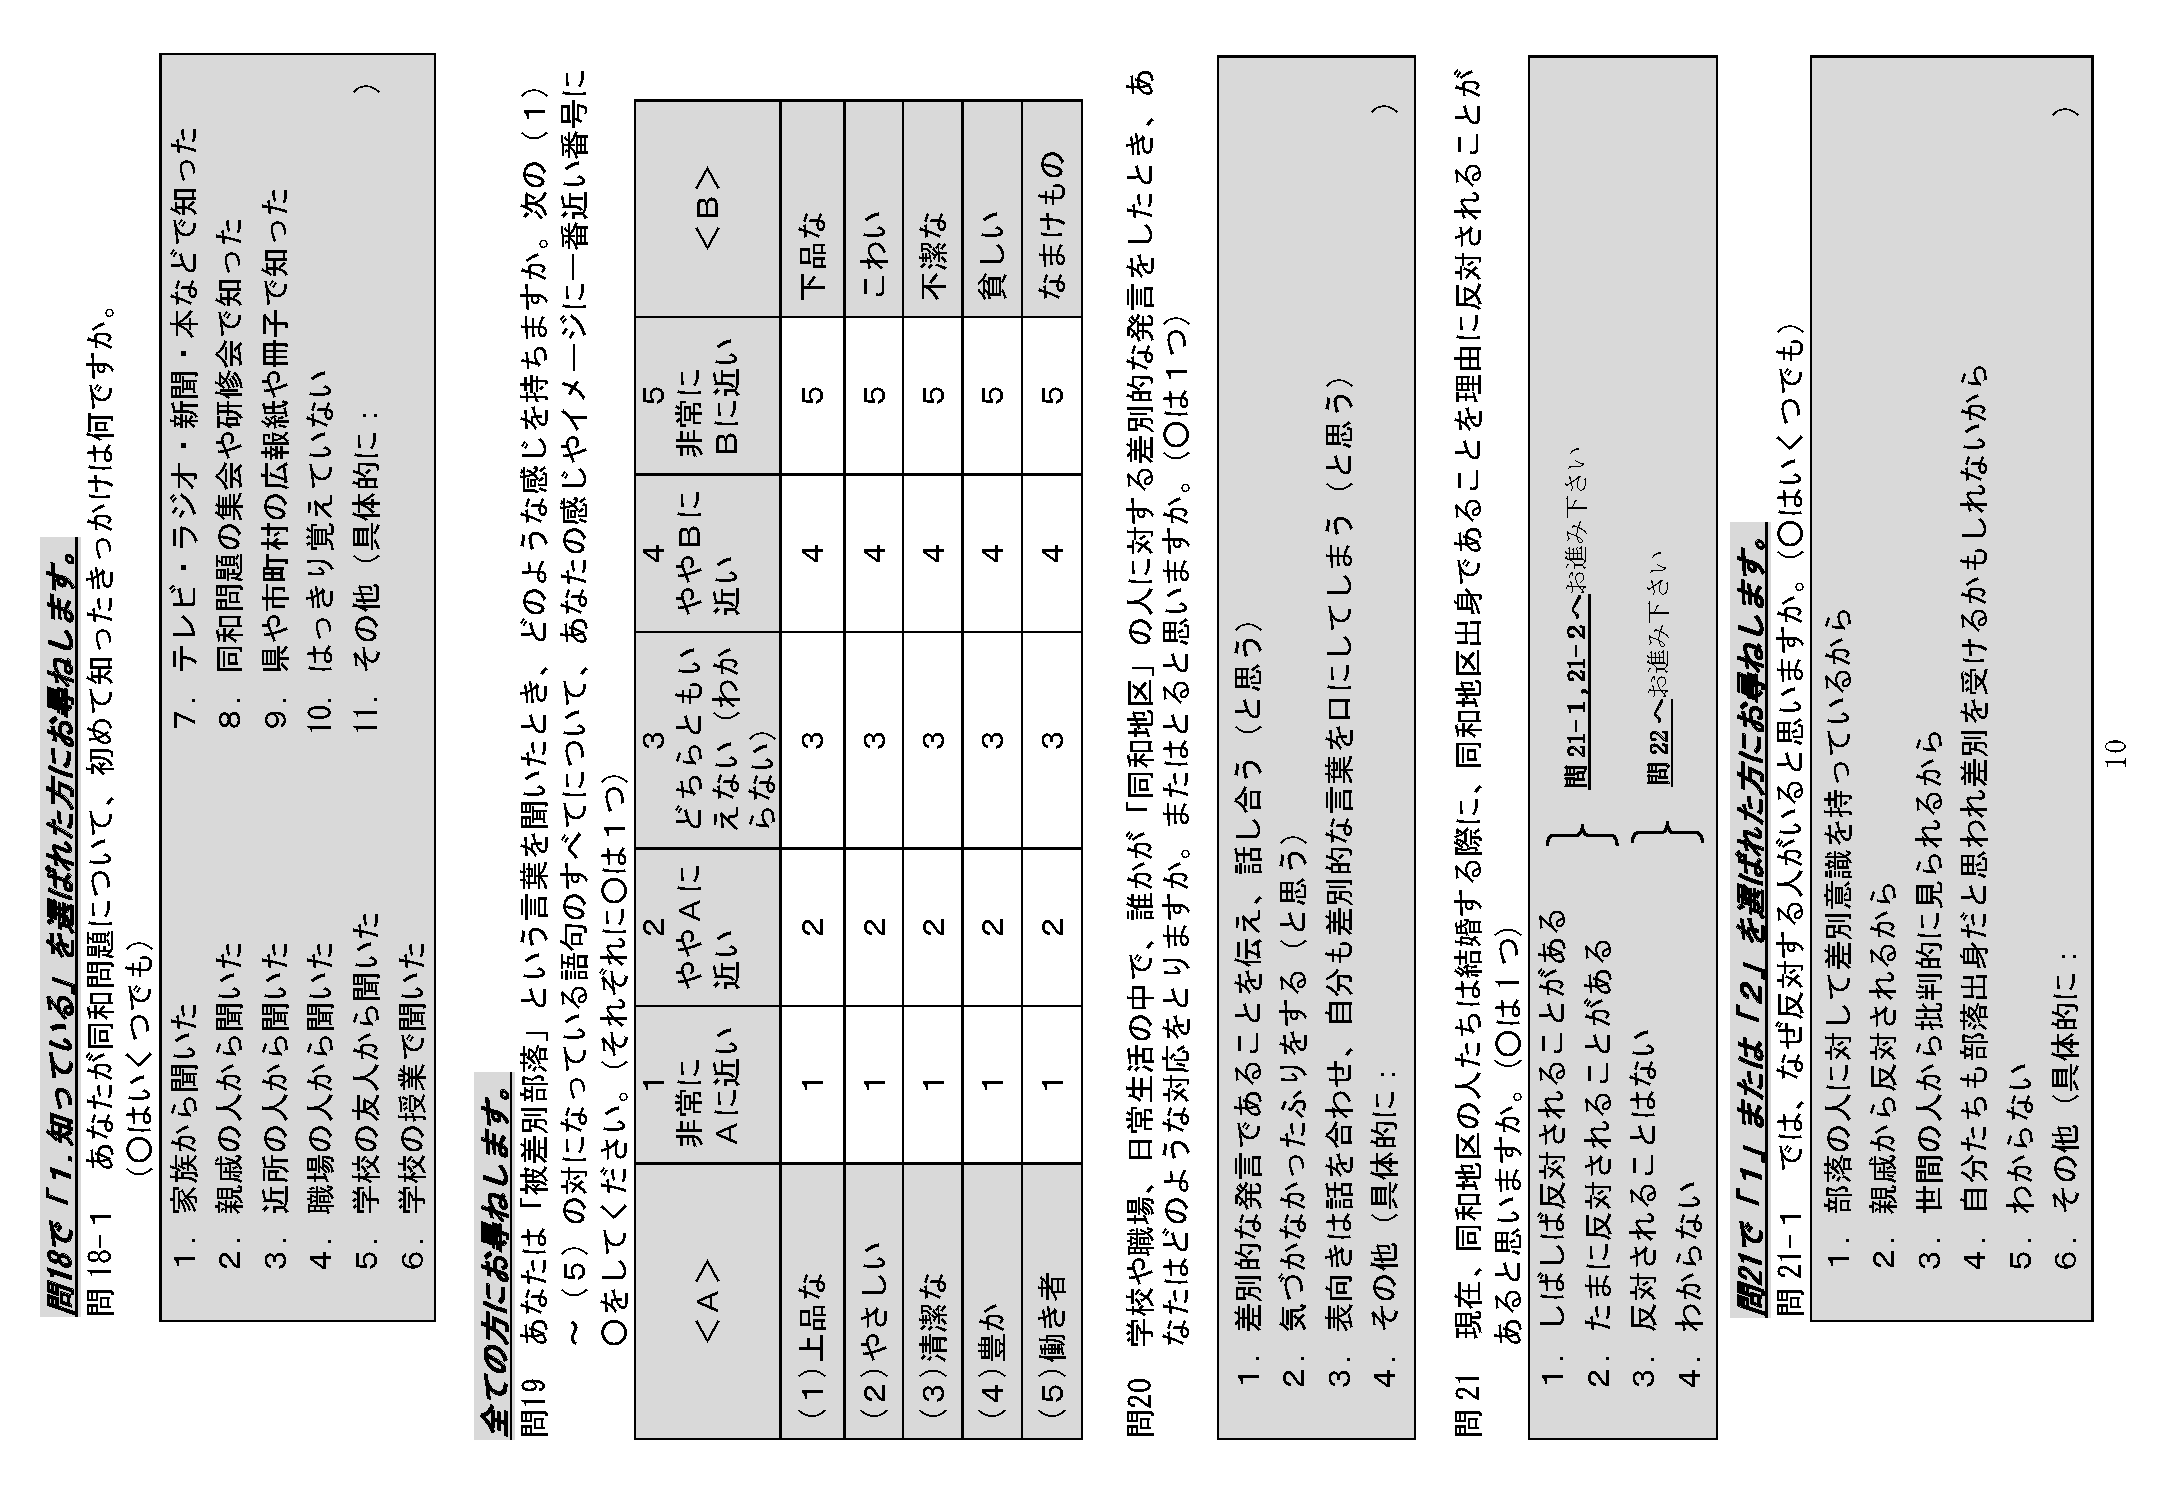 問18で「１.知っている」を選ばれた方にお尋ねします。
問 18-１　あなたが同和問題について、初めて知ったきっかけは何ですか。
（〇はいくつでも）
１．家族から聞いた
２．親戚の人から聞いた
３．近所の人から聞いた
４．職場の人から聞いた
５．学校の友人から聞いた
６．学校の授業で聞いた
７．テレビ・ラジオ・新聞・本などで知った
８．同和問題の集会や研修会で知った
９．県や市町村の広報紙や冊子で知った
10．はっきり覚えていない
11．その他（具体的に：　　　　　　　　　　）
全ての方にお尋ねします。
問19　あなたは「被差別部落」という言葉を聞いたとき、どのような感じを持ちますか。次の（１）
～（５）の対になっている語句のすべてについて、あなたの感じやイメージに一番近い番号に
〇をしてください。（それぞれに〇は１つ）
＜Ａ＞　１ 非常にＡに近い　２ ややＡに近い　３ どちらともいえない（わからない）　４ ややＢに近い　５ 非常にＢに近い　＜Ｂ＞
（１）上品な　１　２　３　４　５　下品な
（２）やさしい　１　２　３　４　５　こわい
（３）清潔な　１　２　３　４　５　不潔な
（４）豊か　１　２　３　４　５　貧しい
（５）働き者　１　２　３　４　５　なまけもの
問20　学校や職場、日常生活の中で、誰かが「同和地区」の人に対する差別的な発言をしたとき、あ
なたはどのような対応をとりますか。またはとると思いますか。（〇は１つ）
１．差別的な発言であることを伝え、話し合う（と思う）
２．気づかなかったふりをする（と思う）
３．表向きは話を合わせ、自分も差別的な言葉を口にしてしまう（と思う）
４．その他（具体的に：　　　　　　　　　　）
問 21　現在、同和地区の人たちは結婚する際に、同和地区出身であることを理由に反対されることが
あると思いますか。（〇は１つ）
１．しばしば反対されることがある
２．たまに反対されることがある
問 21-1，21-2 へお進み下さい
３．反対されることはない
４．わからない
問 22 へお進み下さい
問21で「１」または「２」を選ばれた方にお尋ねします。
問 21-１　では、なぜ反対する人がいると思いますか。（〇はいくつでも）
１．部落の人に対して差別意識を持っているから
２．親戚から反対されるから
３．世間の人から批判的に見られるから
４．自分たちも部落出身だと思われ差別を受けるかもしれないから
５．わからない
６．その他（具体的に：　　　　　　　　　　）
10